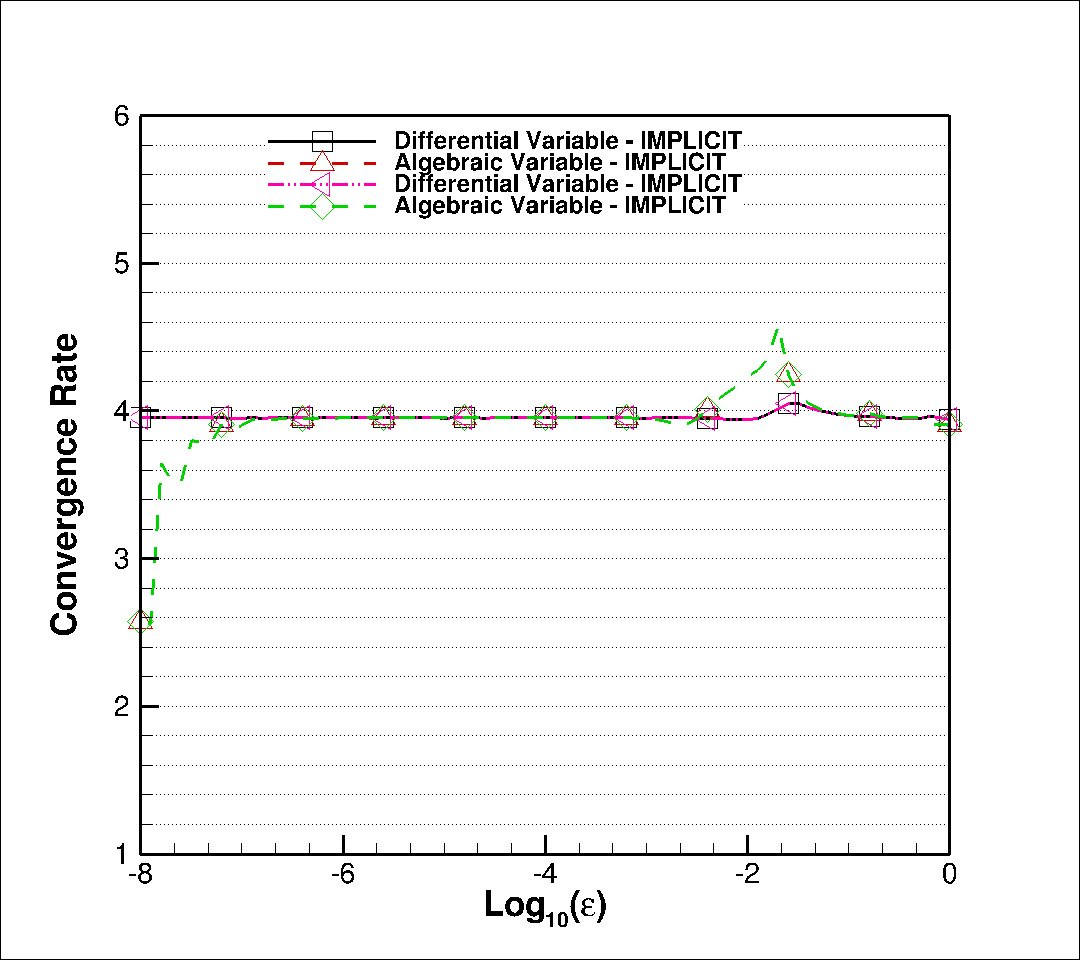 6
5
4
3
2
1
-8
-6
-4
-2
0
Convergence Rate
Log10(ε)
Differential Variable - IMPLICIT
Algebraic Variable - IMPLICIT
Differential Variable - IMPLICIT
Algebraic Variable - IMPLICIT